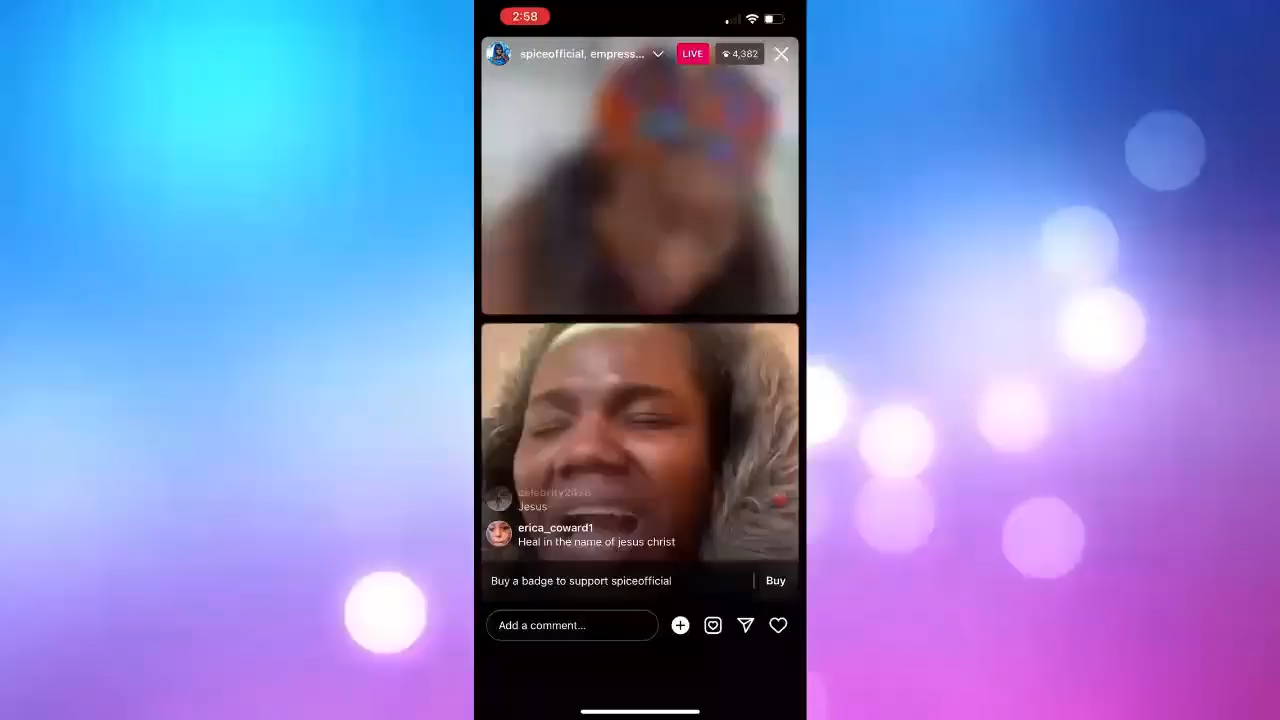 2:58
spiceofficial, empress...
LIVE
4,382
celebrity2
Jesus
erica_coward1
Heal in the name of jesus christ
Buy a badge to support spiceofficial
Buy
Add a comment...